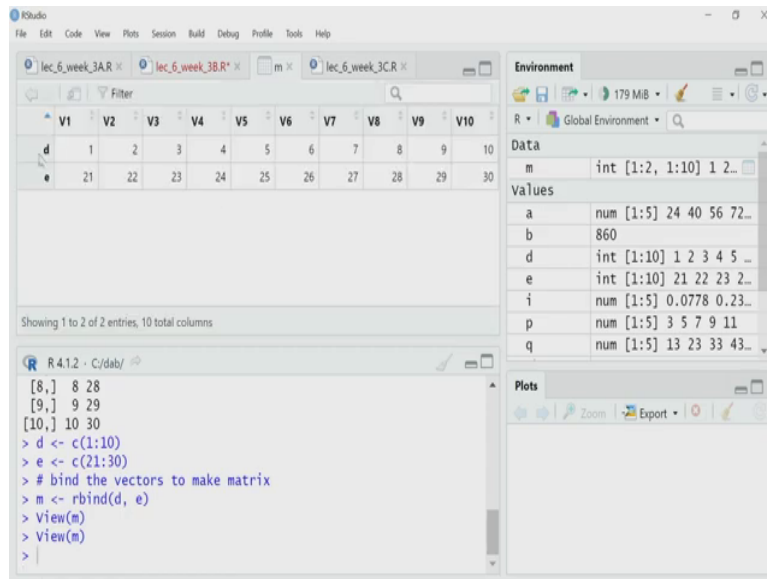 RStudio
File Edit Code View Plots Session Build Debug Profile Tools Help
lec_6_week_3A.R × lec_6_week_3B.R* × m × lec_6_week_3C.R ×
Filter
V1 V2 V3 V4 V5 V6 V7 V8 V9 V10
d 1 2 3 4 5 6 7 8 9 10
e 21 22 23 24 25 26 27 28 29 30
Showing 1 to 2 of 2 entries, 10 total columns
R 4.1.2 · C:/dab/
[8,] 8 28
[9,] 9 29
[10,] 10 30
> d <- c(1:10)
> e <- c(21:30)
> # bind the vectors to make matrix
> m <- rbind(d, e)
> View(m)
> View(m)
>
Environment
179 MiB
R Global Environment
Data
m int [1:2, 1:10] 1 2…
Values
a num [1:5] 24 40 56 72…
b 860
d int [1:10] 1 2 3 4 5 …
e int [1:10] 21 22 23 2…
i num [1:5] 0.0778 0.23…
p num [1:5] 3 5 7 9 11
q num [1:5] 13 23 33 43…
Plots
Zoom Export